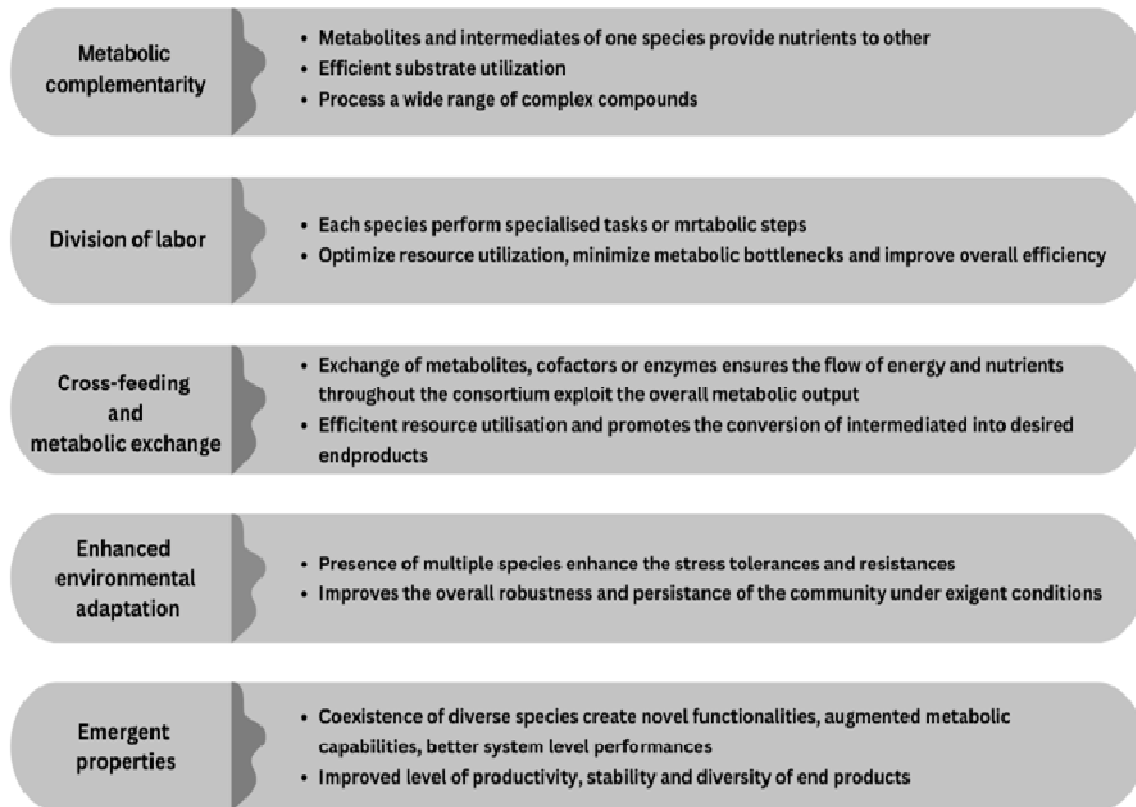 Metabolic
complementarity
• Metabolites and intermediates of one species provide nutrients to other
• Efficient substrate utilization
• Process a wide range of complex compounds
Division of labor
• Each species perform specialised tasks or mrtabolic steps
• Optimize resource utilization, minimize metabolic bottlenecks and improve overall efficiency
Cross-feeding
and
metabolic exchange
• Exchange of metabolites, cofactors or enzymes ensures the flow of energy and nutrients
throughout the consortium exploit the overall metabolic output
• Efficitent resource utilisation and promotes the conversion of intermediated into desired
endproducts
Enhanced
environmental
adaptation
• Presence of multiple species enhance the stress tolerances and resistances
• Improves the overall robustness and persistance of the community under exigent conditions
Emergent
properties
• Coexistence of diverse species create novel functionalities, augmented metabolic
capabilities, better system level performances
• Improved level of productivity, stability and diversity of end products